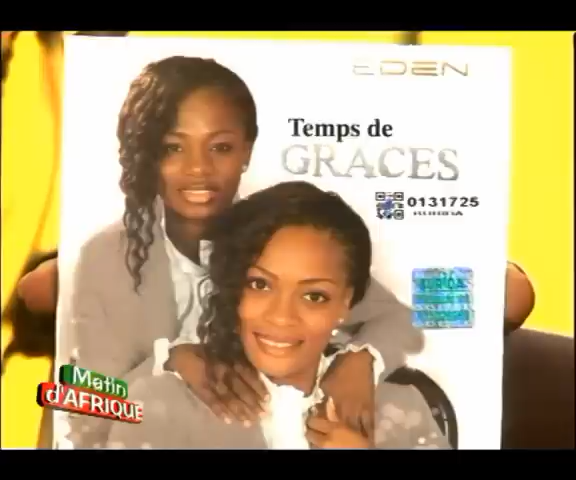 EDEN
Temps de
GRACES
0131725
Matin
d'AFRIQUE